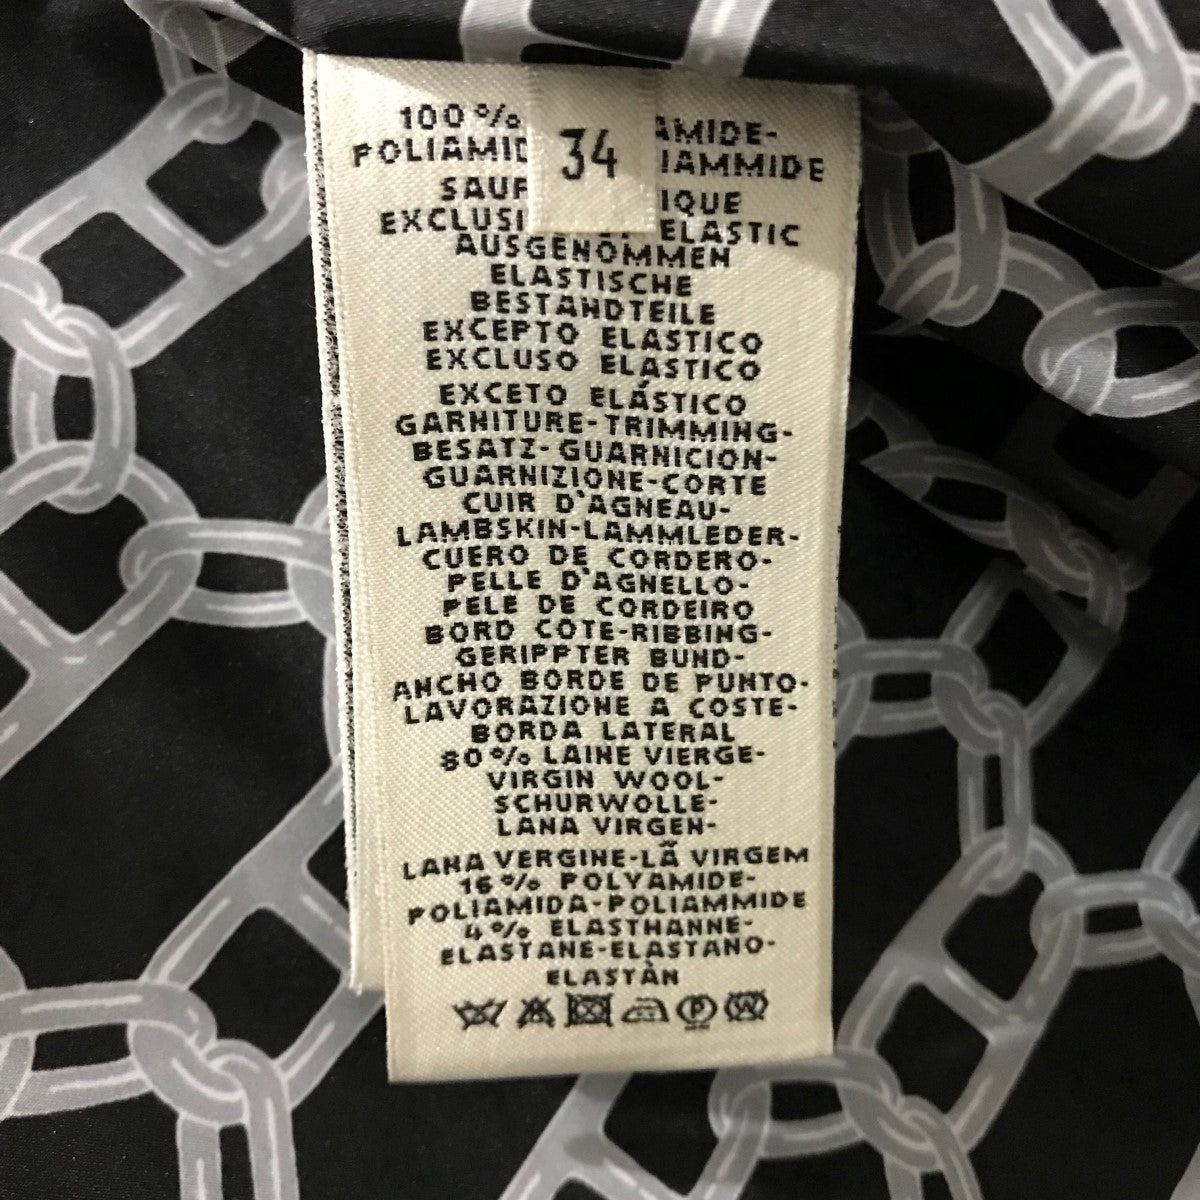 100% AMIDE-
POLIAMID IAMMIDE
34
SAUF IQUE
EXCLUSI ELASTIC
AUSGENOMMEN
ELASTISCHE
BESTANDTEILE
EXCEPTO ELASTICO
EXCLUSO ELASTICO
EXCETO ELÁSTICO
GARNITURE-TRIMMING-
BESATZ-GUARNICION-
GUARNIZIONE-CORTE
CUIR D'AGNEAU-
LAMBSKIN-LAMMLEDER-
CUERO DE CORDERO-
PELLE D'AGNELLO-
PELE DE CORDEIRO
BORD COTE-RIBBING-
GERIPPTER BUND-
ANCHO BORDE DE PUNTO-
LAVORAZIONE A COSTE-
BORDA LATERAL
80% LAINE VIERGE-
VIRGIN WOOL-
SCHURWOLLE-
LANA VIRGEN-
LANA VERGINE-LÃ VIRGEM
16% POLYAMIDE-
POLIAMIDA-POLIAMMIDE
4% ELASTHANNE-
ELASTANE-ELASTANO-
ELASTÀN
P W